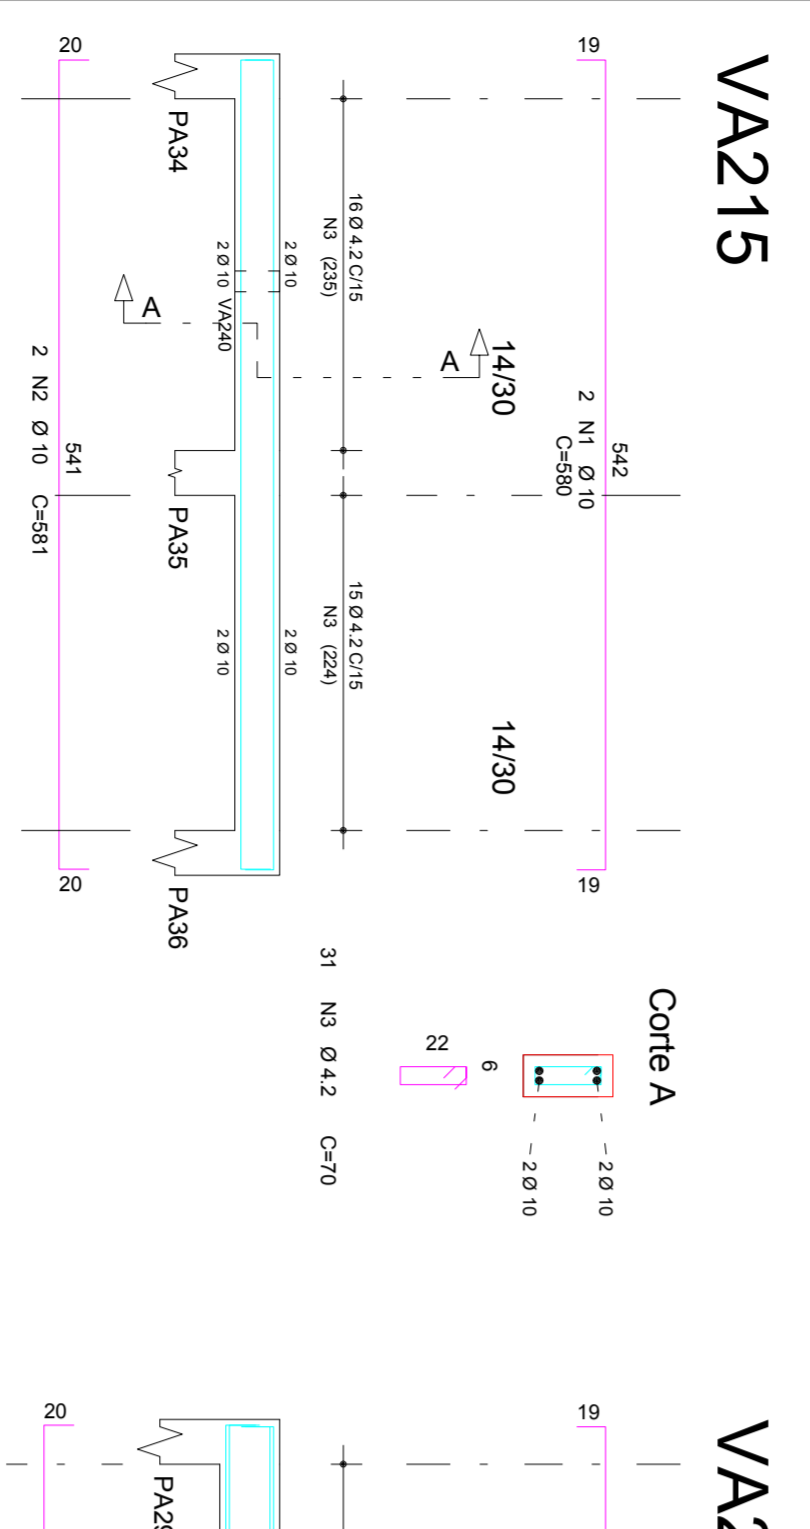 VA215
19
542
2 N1 Ø 10
C=580
19
14/30
14/30
A
16 Ø 4.2 C/15
N3 (235)
15 Ø 4.2 C/15
N3 (224)
2 Ø 10
2 Ø 10
2 Ø 10 VA240
2 Ø 10
A
PA34
PA35
PA36
20
541
2 N2 Ø 10 C=581
20
Corte A
2 Ø 10
2 Ø 10
6
22
31 N3 Ø 4.2 C=70
19
20